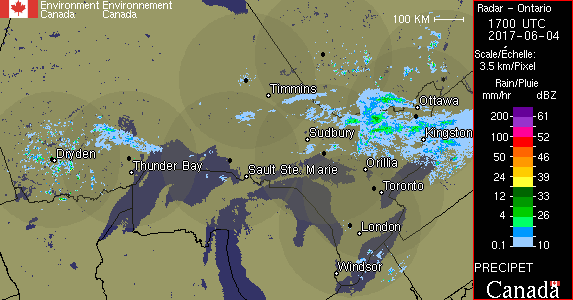 Environment Environnement
Canada Canada
100 KM
Radar - Ontario
1700 UTC
2017-06-04
Scale/Échelle:
3.5 km/Pixel
Rain/Pluie
mm/hr dBZ
200 61
100 52
50 46
24 39
12 33
4 26
0.1 10
PRECIPET
Canada
Timmins
Ottawa
Sudbury
Kingston
Dryden
Thunder Bay
Sault Ste. Marie
Orillia
Toronto
London
Windsor